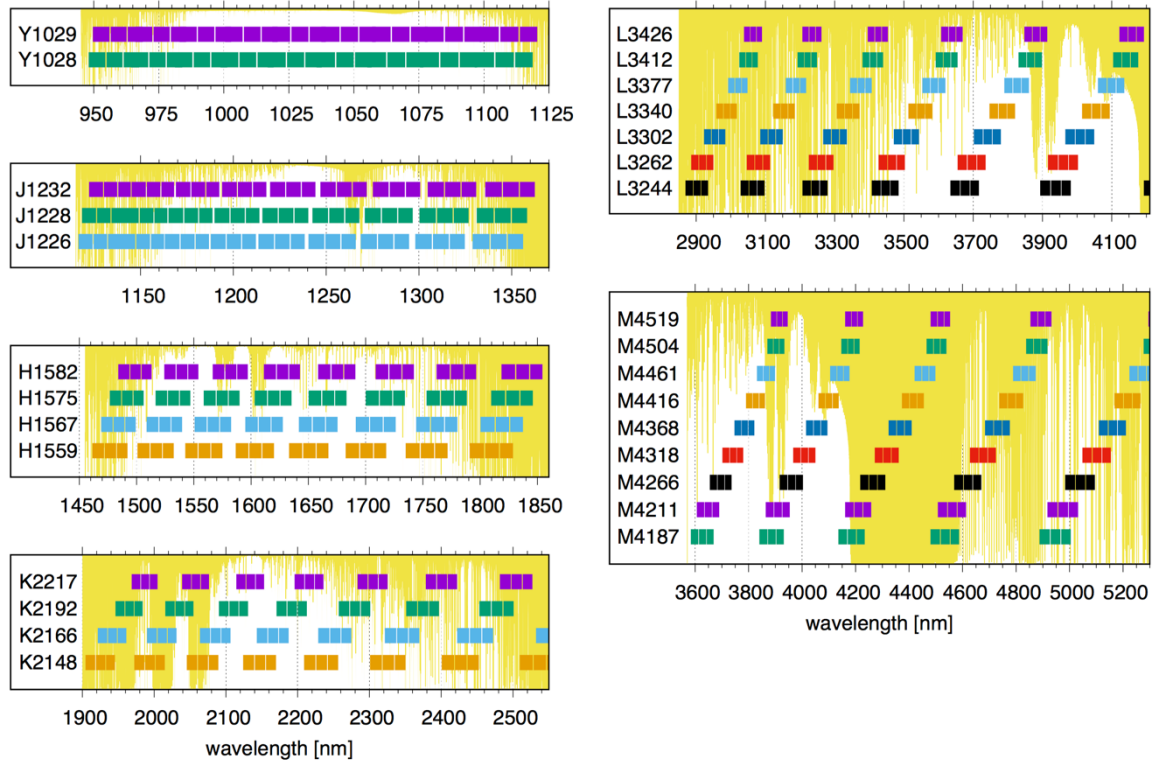 Y1029
Y1028
950 975 1000 1025 1050 1075 1100 1125
J1232
J1228
J1226
1150 1200 1250 1300 1350
H1582
H1575
H1567
H1559
1450 1500 1550 1600 1650 1700 1750 1800 1850
K2217
K2192
K2166
K2148
1900 2000 2100 2200 2300 2400 2500
wavelength [nm]
L3426
L3412
L3377
L3340
L3302
L3262
L3244
2900 3100 3300 3500 3700 3900 4100
M4519
M4504
M4461
M4416
M4368
M4318
M4266
M4211
M4187
3600 3800 4000 4200 4400 4600 4800 5000 5200
wavelength [nm]